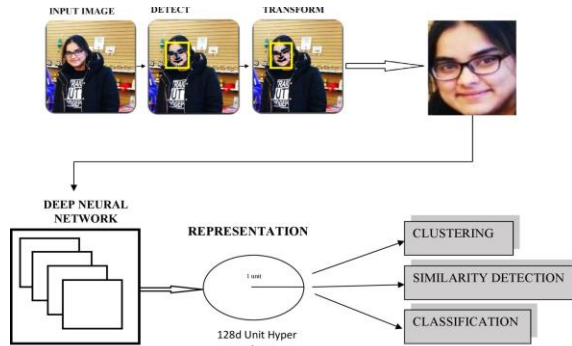 INPUT IMAGE
DETECT
TRANSFORM
DEEP NEURAL
NETWORK
REPRESENTATION
1 unit
128d Unit Hyper
CLUSTERING
SIMILARITY DETECTION
CLASSIFICATION